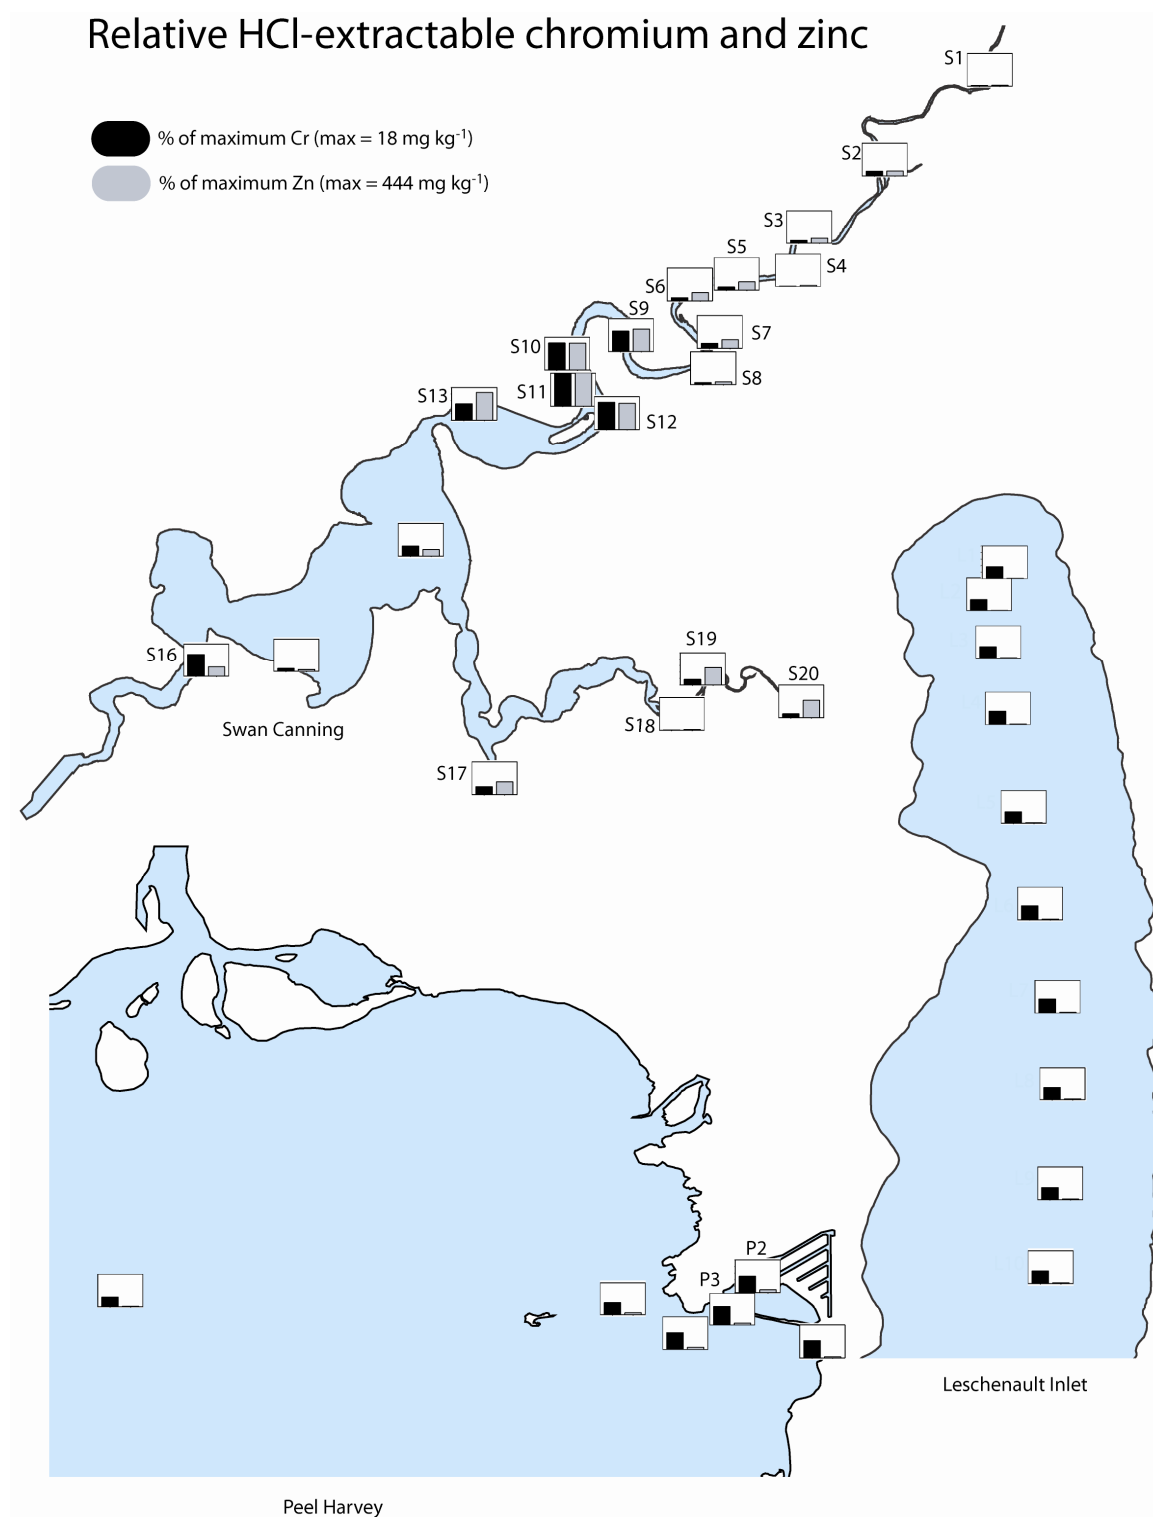 Relative HCl-extractable chromium and zinc
% of maximum Cr (max = 18 mg kg⁻¹)
% of maximum Zn (max = 444 mg kg⁻¹)
S1
S2
S3
S4
S5
S6
S7
S8
S9
S10
S11
S12
S13
S16
S17
S18
S19
S20
Swan Canning
P2
P3
Leschenault Inlet
Peel Harvey